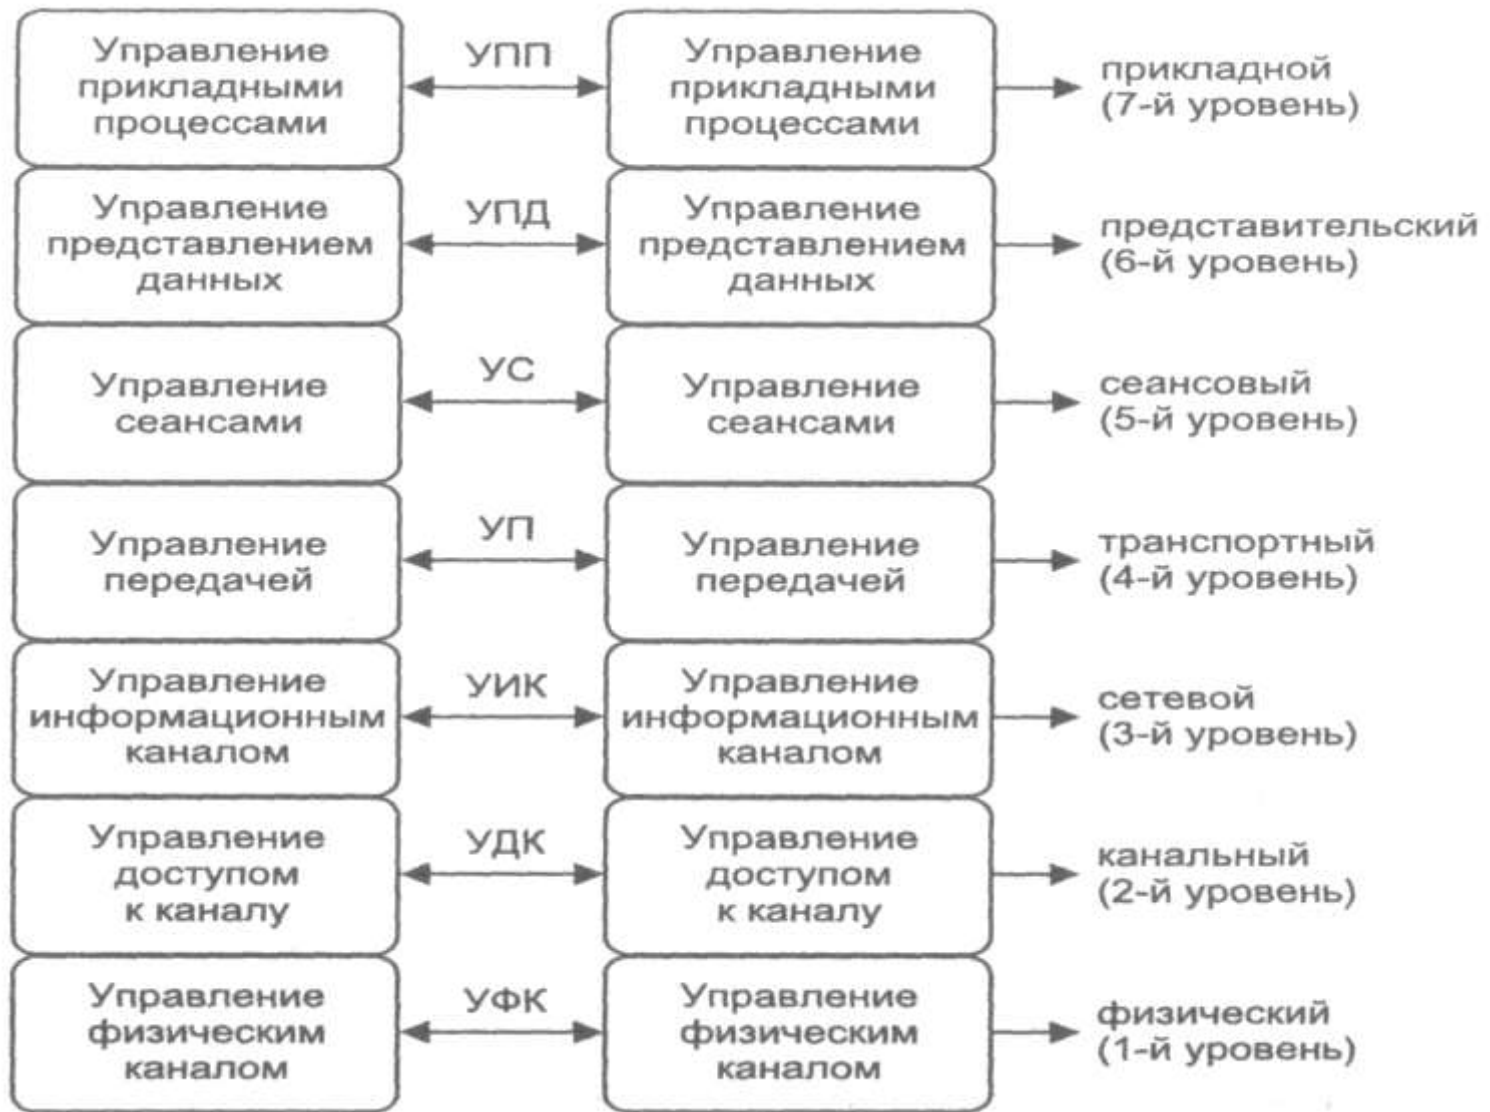 Управление
прикладными
процессами
УПП
Управление
прикладными
процессами
прикладной
(7-й уровень)
Управление
представлением
данных
УПД
Управление
представлением
данных
представительский
(6-й уровень)
Управление
сеансами
УС
Управление
сеансами
сеансовый
(5-й уровень)
Управление
передачей
УП
Управление
передачей
транспортный
(4-й уровень)
Управление
информационным
каналом
УИК
Управление
информационным
каналом
сетевой
(3-й уровень)
Управление
доступом
к каналу
УДК
Управление
доступом
к каналу
канальный
(2-й уровень)
Управление
физическим
каналом
УФК
Управление
физическим
каналом
физический
(1-й уровень)